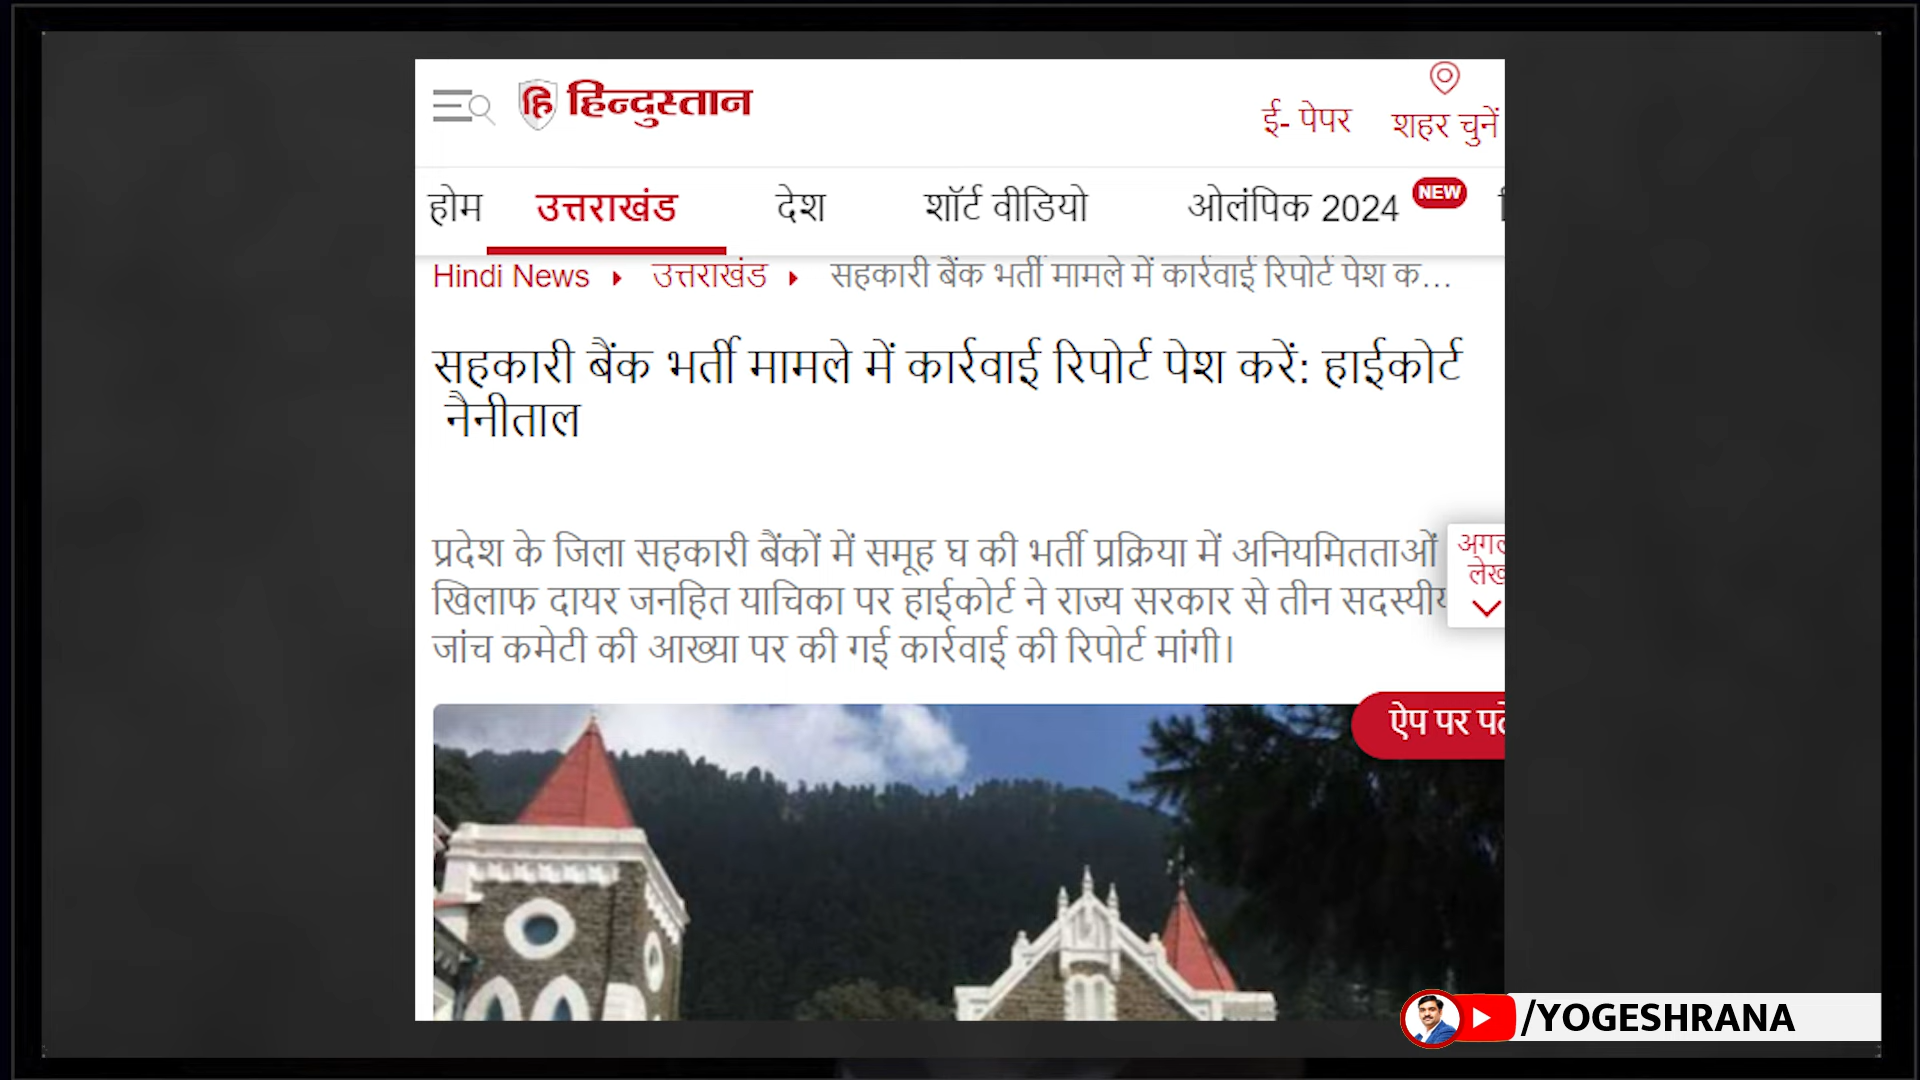 हि हिन्दुस्तान
ई- पेपर
शहर चुनें
होम उत्तराखंड देश शॉर्ट वीडियो ओलंपिक 2024 NEW
Hindi News उत्तराखंड सहकारी बैंक भर्ती मामले में कार्रवाई रिपोर्ट पेश क...
सहकारी बैंक भर्ती मामले में कार्रवाई रिपोर्ट पेश करें: हाईकोर्ट
नैनीताल
प्रदेश के जिला सहकारी बैंकों में समूह घ की भर्ती प्रक्रिया में अनियमितताओं
खिलाफ दायर जनहित याचिका पर हाईकोर्ट ने राज्य सरकार से तीन सदस्यीय
जांच कमेटी की आख्या पर की गई कार्रवाई की रिपोर्ट मांगी।
ऐप पर
/YOGESHRANA